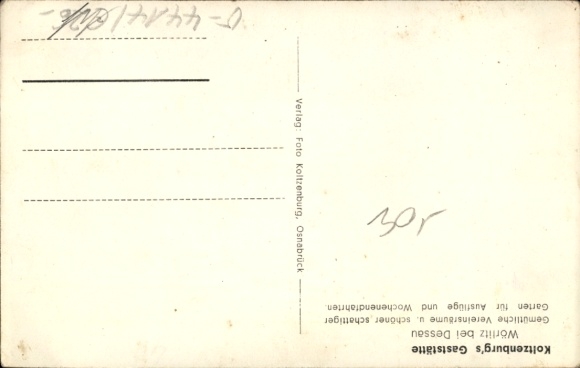 Koltzenburg's Gaststätte
Wörlitz bei Dessau
Gemütliche Vereinsräume u. schöner schattiger
Garten für Ausflüge und Wochenendfahrten.
Verlag: Foto Koltzenburg, Osnabrück